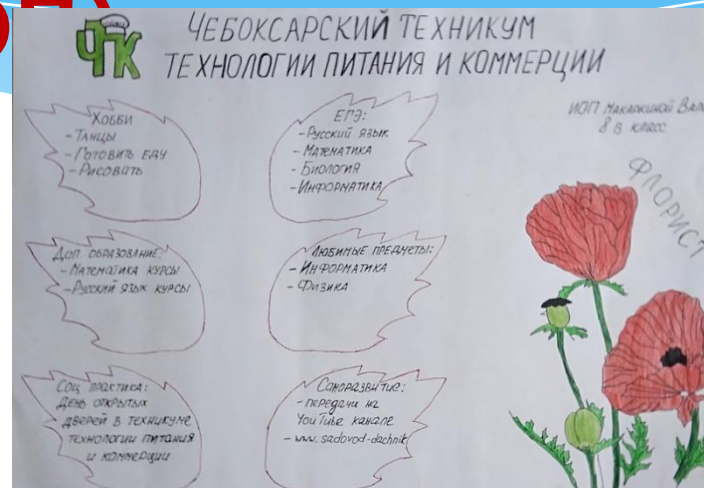 ЧТК
ЧЕБОКСАРСКИЙ ТЕХНИКУМ
ТЕХНОЛОГИИ ПИТАНИЯ И КОММЕРЦИИ
ИОП Макаркиной
8 В КЛАСС
ФЛОРИСТ
Хобби
- Танцы
- Готовить еду
- Рисовать
ЕГЭ:
- Русский язык
- Математика
- Биология
- Информатика
Доп. образование:
- Математика курсы
- Русский язык курсы
Любимые предметы:
- Информатика
- Физика
Соц практика:
День открытых
дверей в техникуме
технологии питания
и коммерции
Саморазвитие:
- передачи на
YouTube канале
- www. sadovod-dachnik